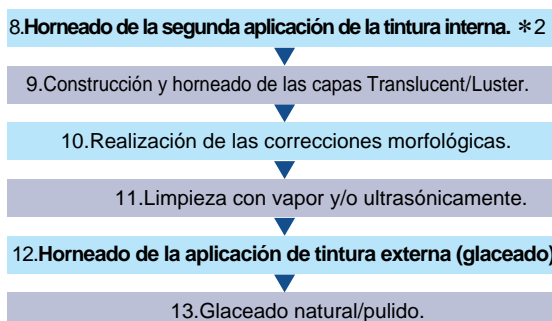 8.Horneado de la segunda aplicación de la tintura interna. *2
9.Construcción y horneado de las capas Translucent/Luster.
10.Realización de las correcciones morfológicas.
11.Limpieza con vapor y/o ultrasónicamente.
12.Horneado de la aplicación de tintura externa (glaceado)
13.Glaceado natural/pulido.